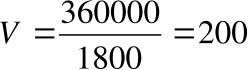 V = 360000 / 1800 = 200